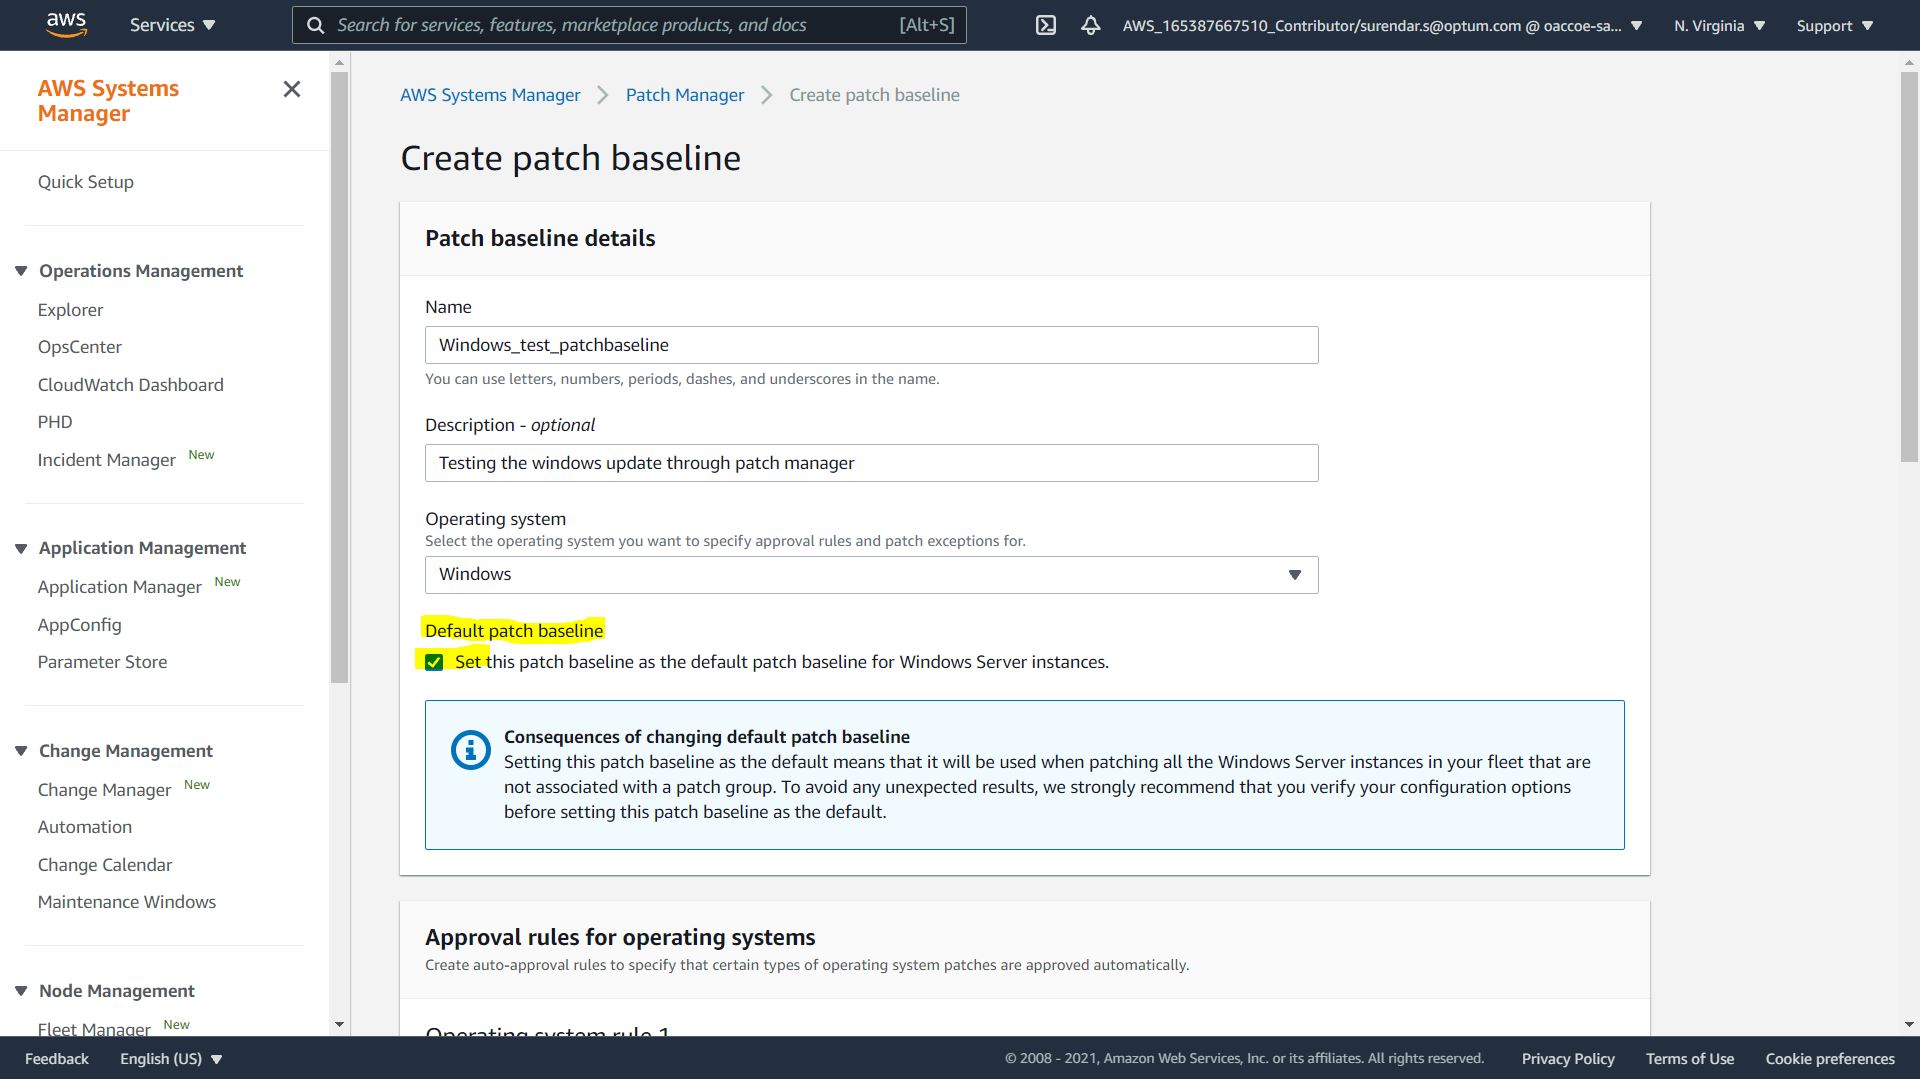 aws
Services
Search for services, features, marketplace products, and docs [Alt+S]
AWS_165387667510_Contributor/surendar.s@optum.com @ oaccoe-sa...
N. Virginia
Support
AWS Systems
Manager
Quick Setup
Operations Management
Explorer
OpsCenter
CloudWatch Dashboard
PHD
Incident Manager New
Application Management
Application Manager New
AppConfig
Parameter Store
Change Management
Change Manager New
Automation
Change Calendar
Maintenance Windows
Node Management
Fleet Manager New
AWS Systems Manager
Patch Manager
Create patch baseline
Create patch baseline
Patch baseline details
Name
Windows_test_patchbaseline
You can use letters, numbers, periods, dashes, and underscores in the name.
Description - optional
Testing the windows update through patch manager
Operating system
Select the operating system you want to specify approval rules and patch exceptions for.
Windows
Default patch baseline
Set this patch baseline as the default patch baseline for Windows Server instances.
Consequences of changing default patch baseline
Setting this patch baseline as the default means that it will be used when patching all the Windows Server instances in your fleet that are
not associated with a patch group. To avoid any unexpected results, we strongly recommend that you verify your configuration options
before setting this patch baseline as the default.
Approval rules for operating systems
Create auto-approval rules to specify that certain types of operating system patches are approved automatically.
Operating system rule 1
Feedback
English (US)
© 2008 - 2021, Amazon Web Services, Inc. or its affiliates. All rights reserved.
Privacy Policy
Terms of Use
Cookie preferences